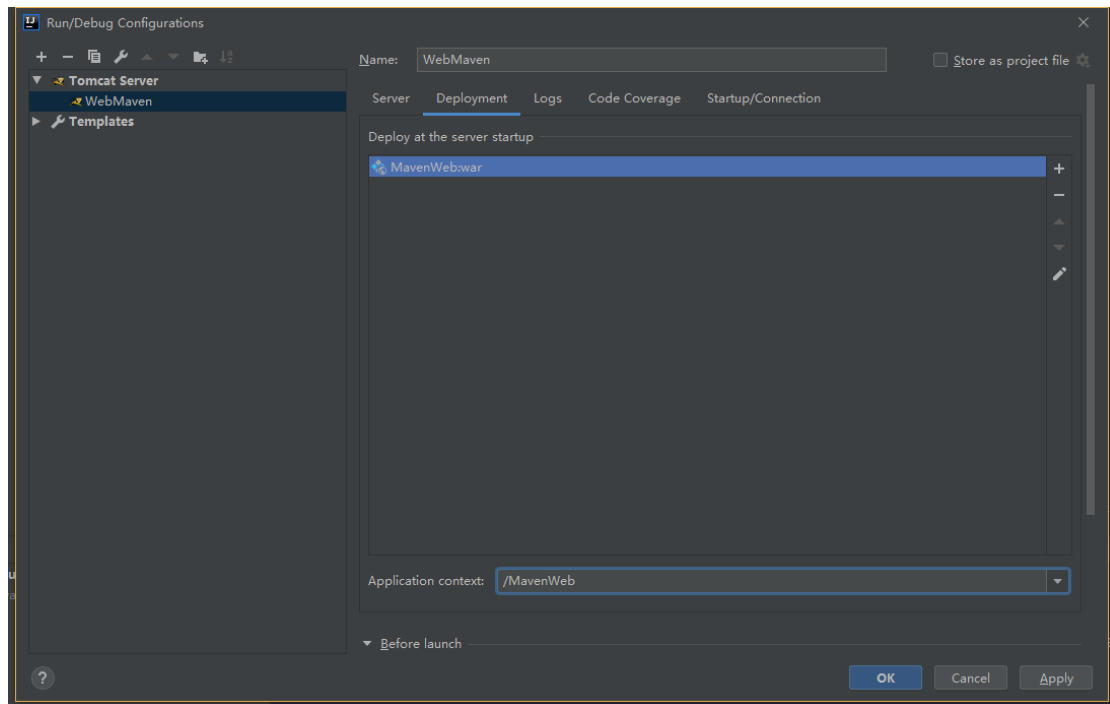 Run/Debug Configurations
Name: WebMaven
Store as project file
Tomcat Server
WebMaven
Templates
Server Deployment Logs Code Coverage Startup/Connection
Deploy at the server startup
MavenWeb:war
Application context: /MavenWeb
Before launch
? OK Cancel Apply